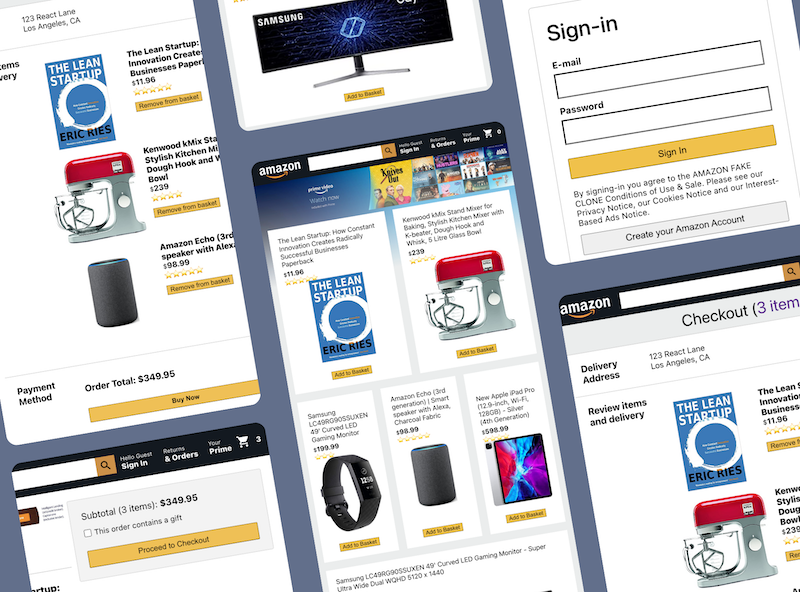 123 React Lane
Los Angeles, CA
The Lean Startup:
Innovation Creates
Businesses Paperb
$11.96
Remove from basket
THE LEAN
STARTUP
ERIC RIES
Kenwood kMix Sta
Stylish Kitchen Mi
Dough Hook and W
Bowl
$239
Remove from basket
Amazon Echo (3rd
speaker with Alexa
$98.99
Remove from basket
Payment
Method
Order Total: $349.95
Buy Now
SAMSUNG
Add to Basket
Sign-in
E-mail
Password
Sign In
By signing-in you agree to the AMAZON FAKE
CLONE Conditions of Use & Sale. Please see our
Privacy Notice, our Cookies Notice and our Interest-
Based Ads Notice.
Create your Amazon Account
amazon
Hello Guest
Sign In
Returns
& Orders
Your
Prime
0
prime video
Watch now
Knives
Out
The Lean Startup: How Constant
Innovation Creates Radically
Successful Businesses
Paperback
$11.96
THE LEAN
STARTUP
ERIC RIES
Add to Basket
Kenwood kMix Stand Mixer for
Baking, Stylish Kitchen Mixer with
K-beater, Dough Hook and
Whisk, 5 Litre Glass Bowl
$239
Add to Basket
Samsung
LC49RG90SSUXEN
49' Curved LED
Gaming Monitor
$199.99
Add to Basket
Amazon Echo (3rd
generation) | Smart
speaker with Alexa,
Charcoal Fabric
$98.99
Add to Basket
New Apple iPad Pro
(12.9-inch, Wi-Fi,
128GB) - Silver
(4th Generation)
$598.99
Add to Basket
Samsung LC49RG90SSUXEN 49' Curved LED Gaming Monitor - Super
Ultra Wide Dual WQHD 5120 x 1440
Hello Guest
Sign In
Returns
& Orders
Your
Prime
3
Subtotal (3 items): $349.95
This order contains a gift
Proceed to Checkout
amazon
Checkout (3 item
Delivery
Address
123 React Lane
Los Angeles, CA
Review items
and delivery
THE LEAN
STARTUP
ERIC RIES
The Lean
Innovation
Businesses
$11.96
Remove
Kenwo
Stylish
Dough
Bowl
$239